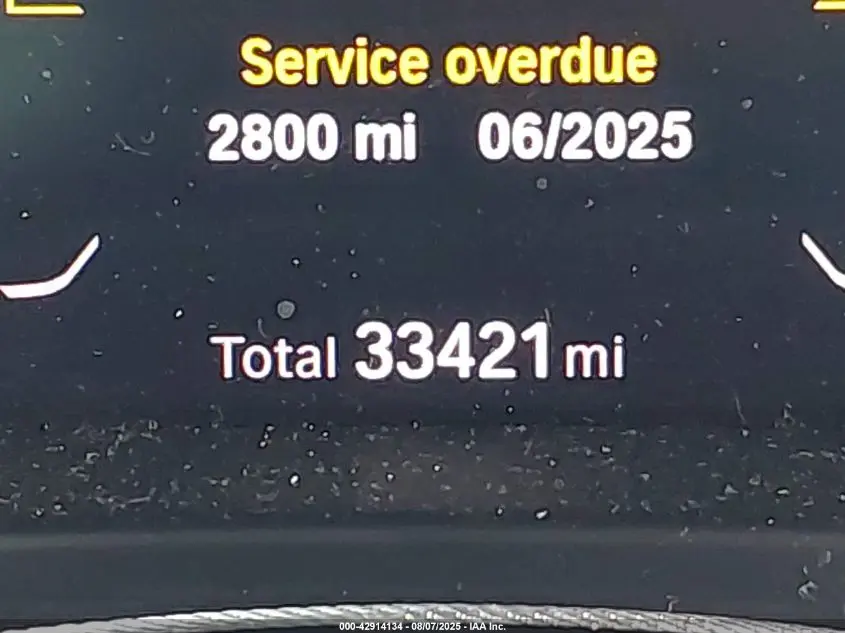 Service overdue
2800 mi 06/2025
Total 33421 mi
000-42914134 - 08/07/2025 - IAA Inc.